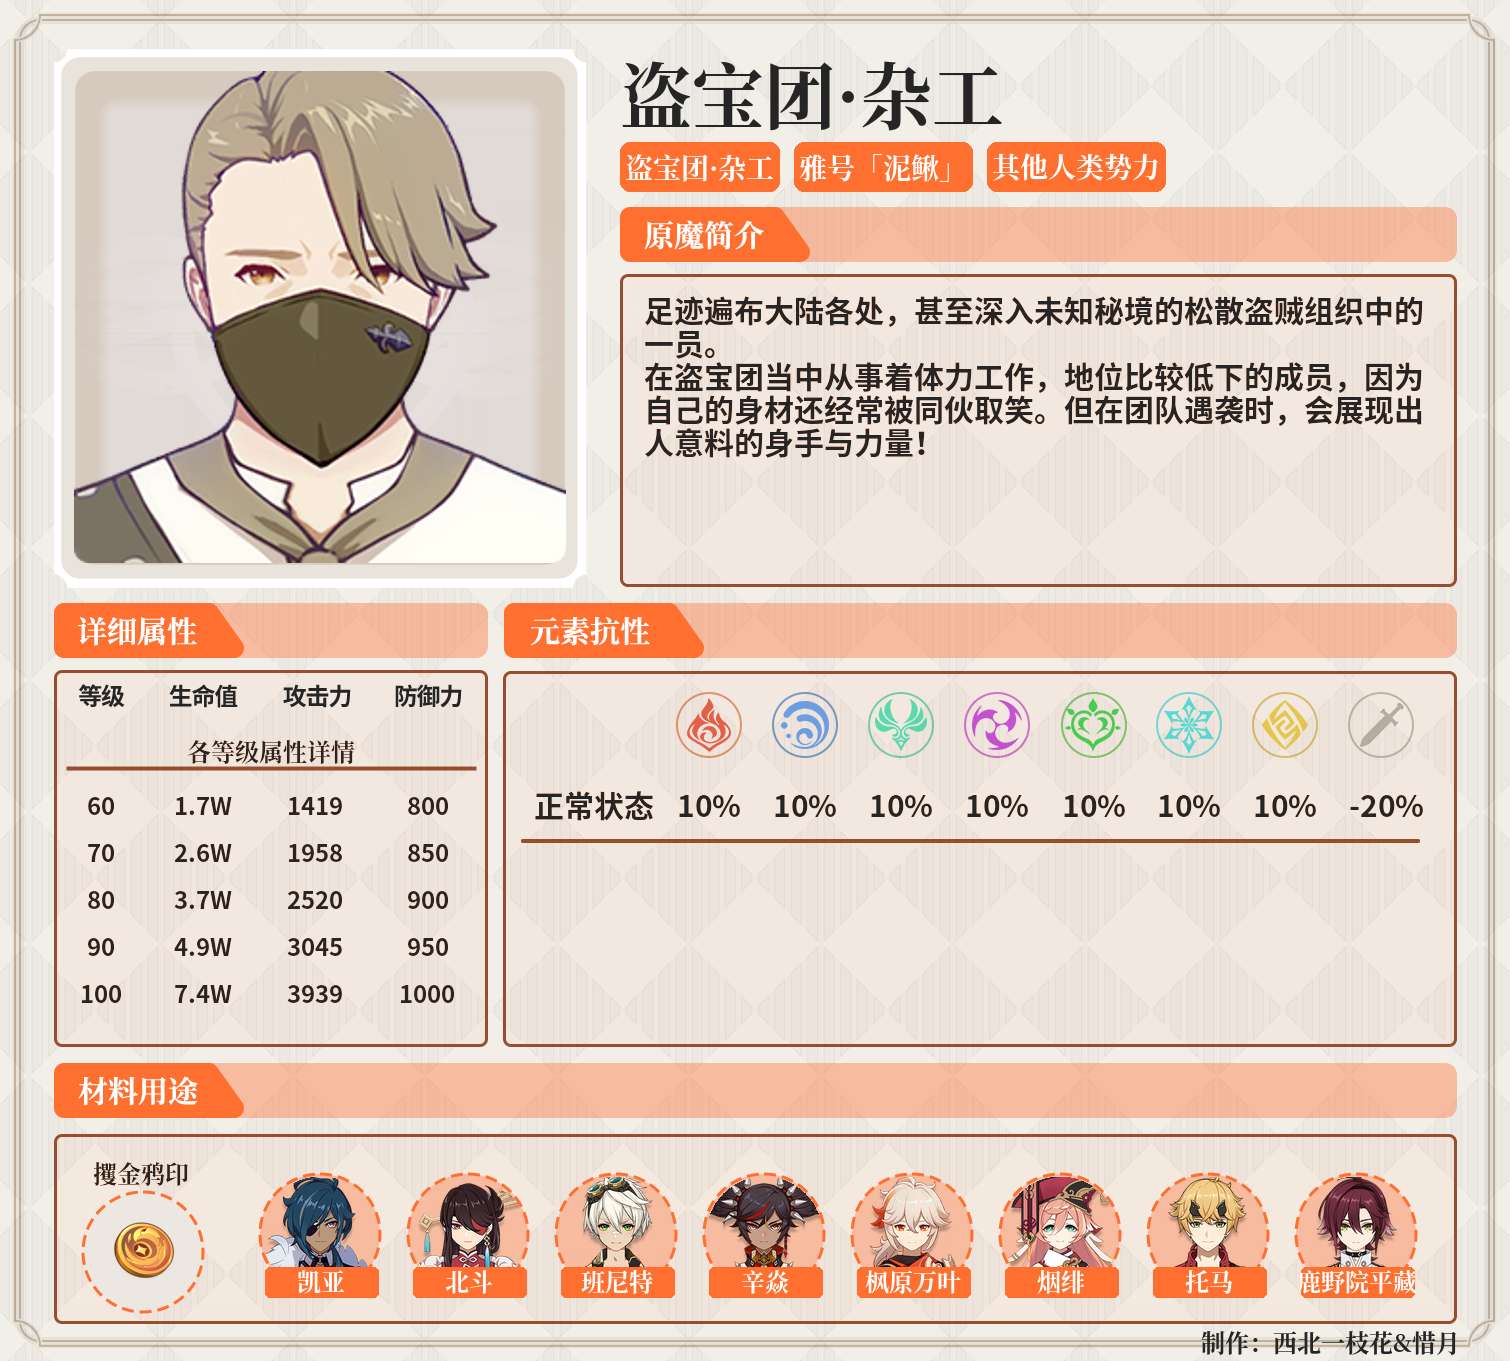 盗宝团·杂工
盗宝团·杂工 雅号「泥鳅」 其他人类势力
原魔简介
足迹遍布大陆各处，甚至深入未知秘境的松散盗贼组织中的
一员。
在盗宝团当中从事着体力工作，地位比较低下的成员，因为
自己的身材还经常被同伙取笑。但在团队遇袭时，会展现出
人意料的身手与力量！
详细属性
等级 生命值 攻击力 防御力
各等级属性详情
60 1.7W 1419 800
70 2.6W 1958 850
80 3.7W 2520 900
90 4.9W 3045 950
100 7.4W 3939 1000
元素抗性
正常状态 10% 10% 10% 10% 10% 10% 10% -20%
材料用途
攫金鸦印
凯亚 北斗 班尼特 辛焱 枫原万叶 烟绯 托马 鹿野院平藏
制作：西北一枝花&惜月